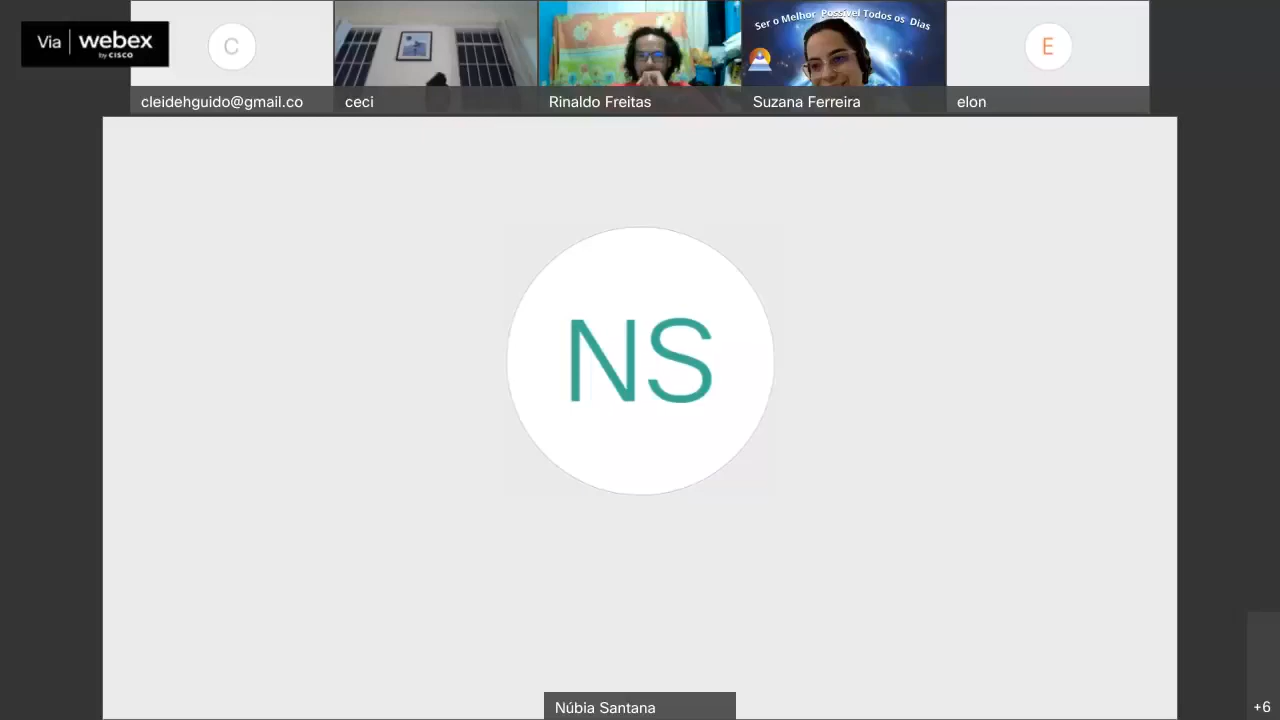 Via | webex
by CISCO
C
cleidehguido@gmail.co
ceci
Rinaldo Freitas
Ser o Melhor Possível Todos os Dias
Suzana Ferreira
E
elon
NS
Núbia Santana
+6